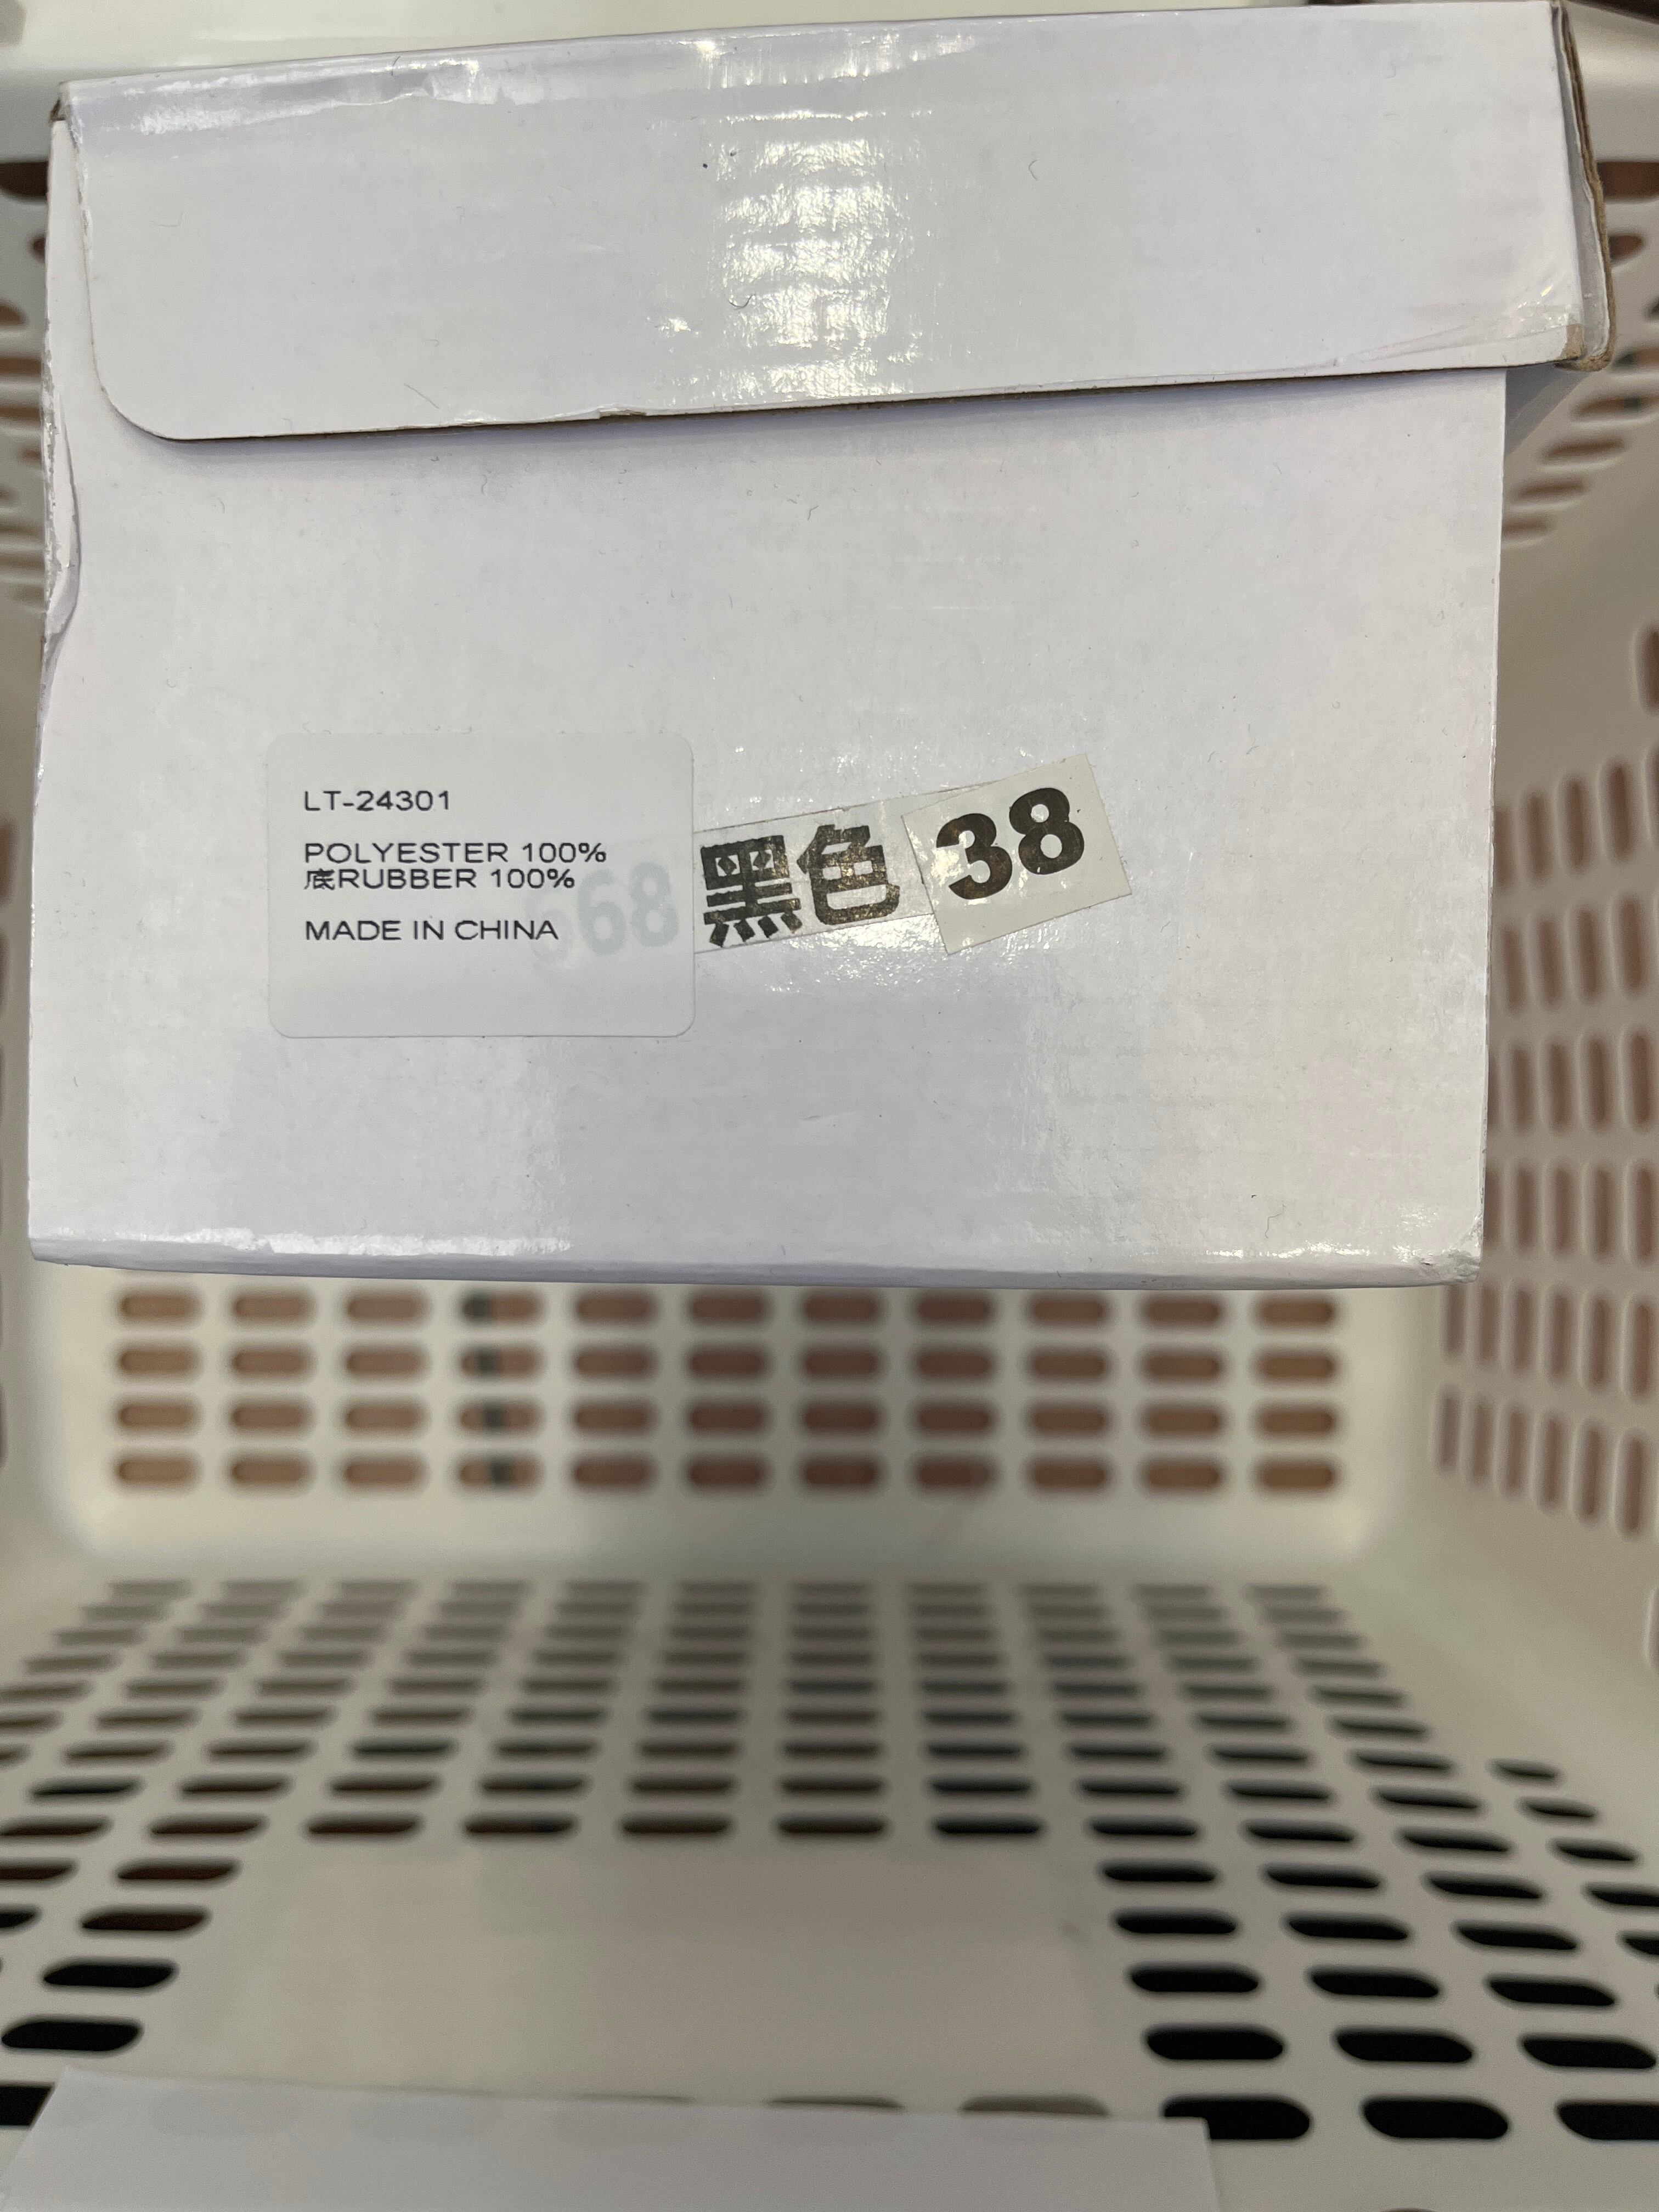 LT-24301
POLYESTER 100%
底RUBBER 100%
MADE IN CHINA
黑色
38